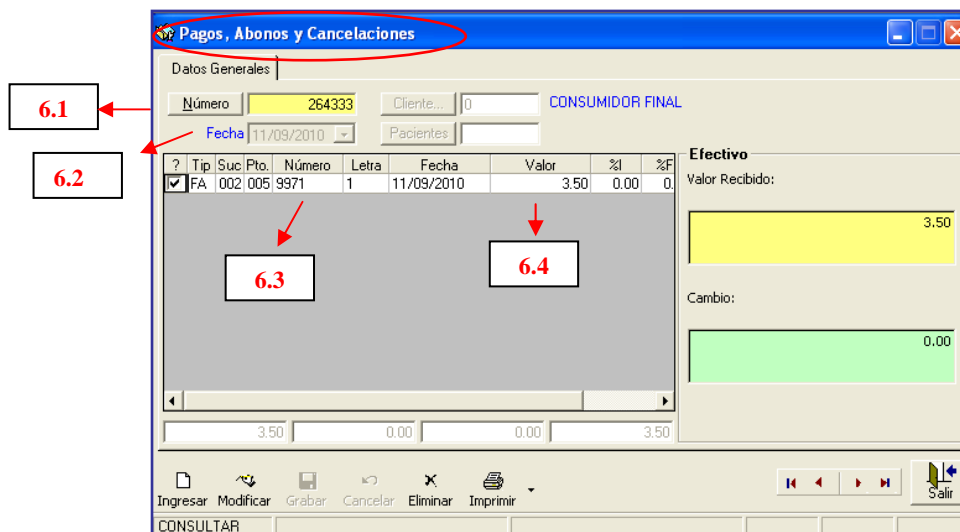 Pagos, Abonos y Cancelaciones
Datos Generales
Número 264333 Cliente... 0 CONSUMIDOR FINAL
6.1
Fecha 11/09/2010 Pacientes
6.2
? Tip Suc Pto. Número Letra Fecha Valor %I %F
FA 002 005 9971 1 11/09/2010 3.50 0.00 0.
6.3
6.4
Efectivo
Valor Recibido:
3.50
Cambio:
0.00
3.50 0.00 0.00 3.50
Ingresar Modificar Grabar Cancelar Eliminar Imprimir Salir
CONSULTAR